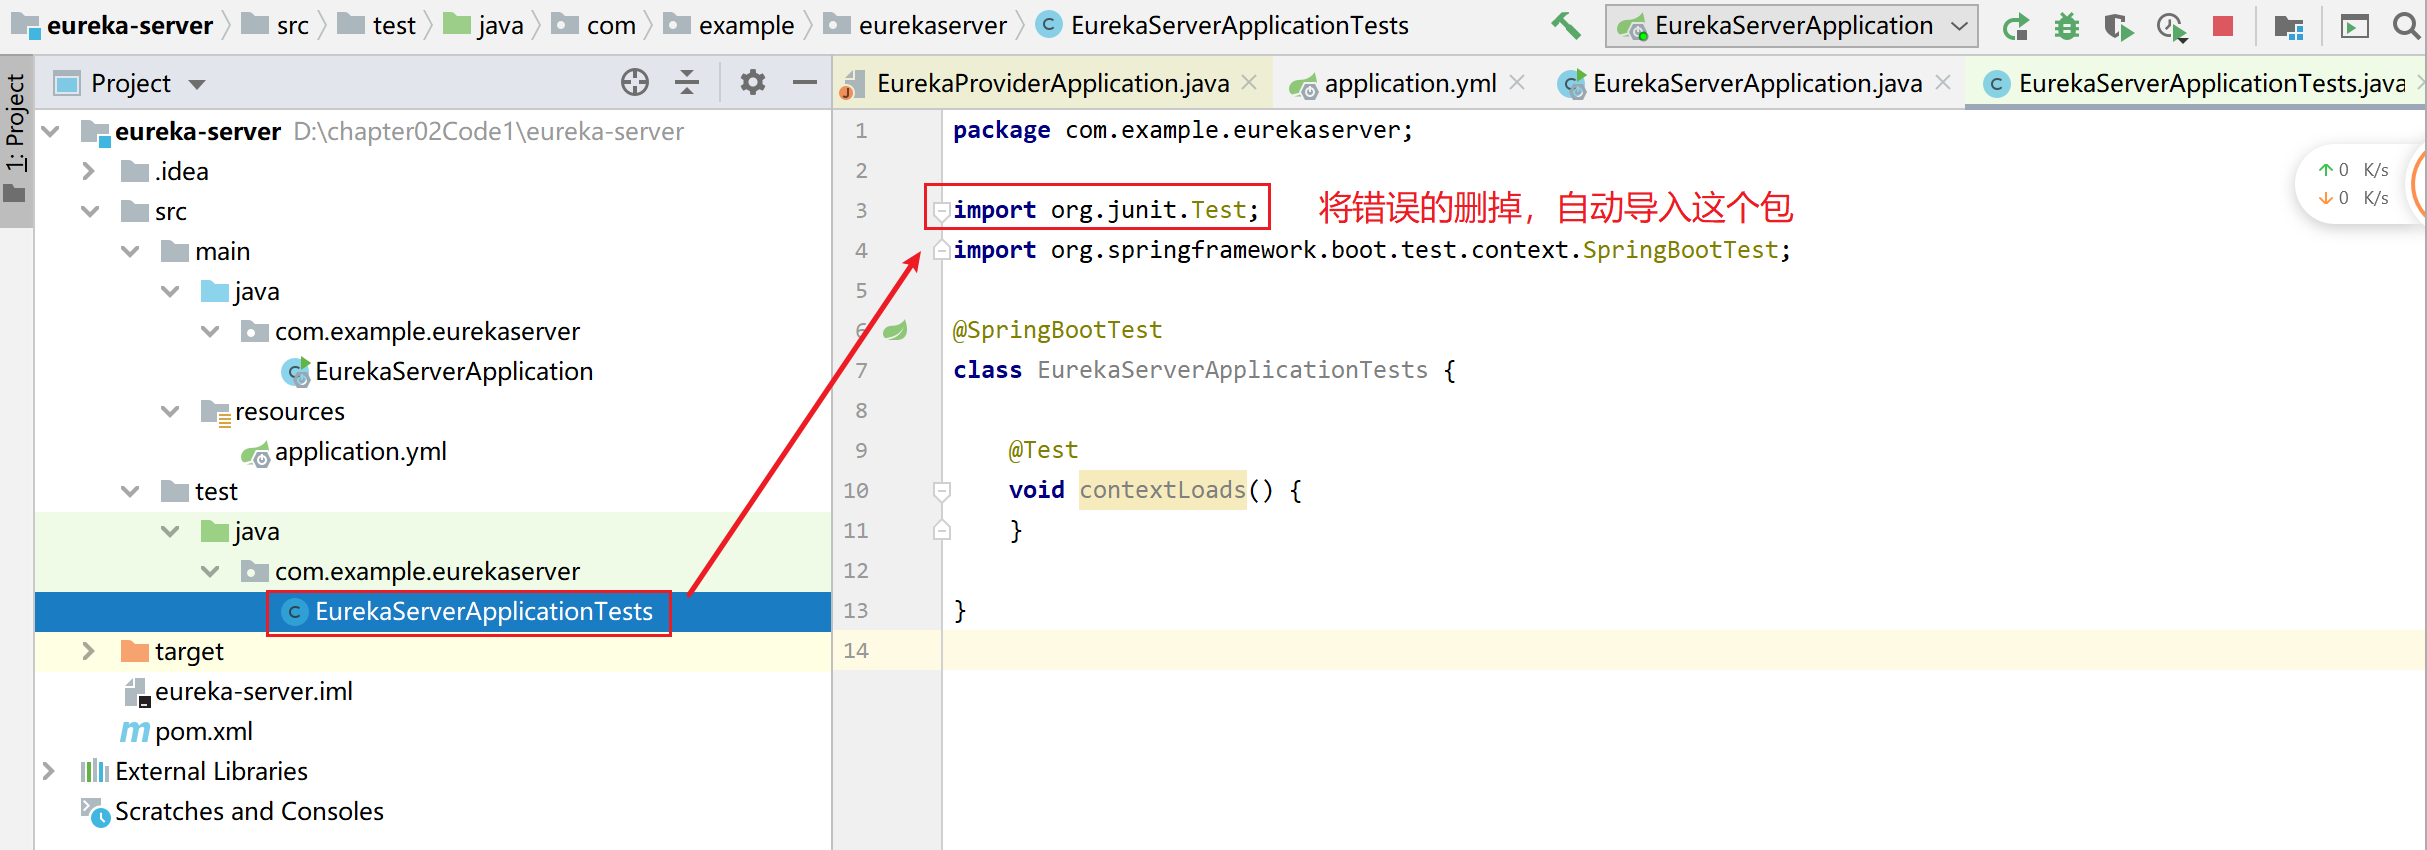 eureka-server src test java com example eurekaserver EurekaServerApplicationTests EurekaServerApplication
1: Project
Project
EurekaProviderApplication.java application.yml EurekaServerApplication.java EurekaServerApplicationTests.java
eureka-server D:\chapter02Code1\eureka-server
.idea
src
main
java
com.example.eurekaserver
EurekaServerApplication
resources
application.yml
test
java
com.example.eurekaserver
EurekaServerApplicationTests
target
eureka-server.iml
pom.xml
External Libraries
Scratches and Consoles
1 package com.example.eurekaserver;
2
3 import org.junit.Test; 将错误的删掉，自动导入这个包
4 import org.springframework.boot.test.context.SpringBootTest;
5
6 @SpringBootTest
7 class EurekaServerApplicationTests {
8
9 @Test
10 void contextLoads() {
11 }
12
13 }
14
↑ 0 K/s
↓ 0 K/s